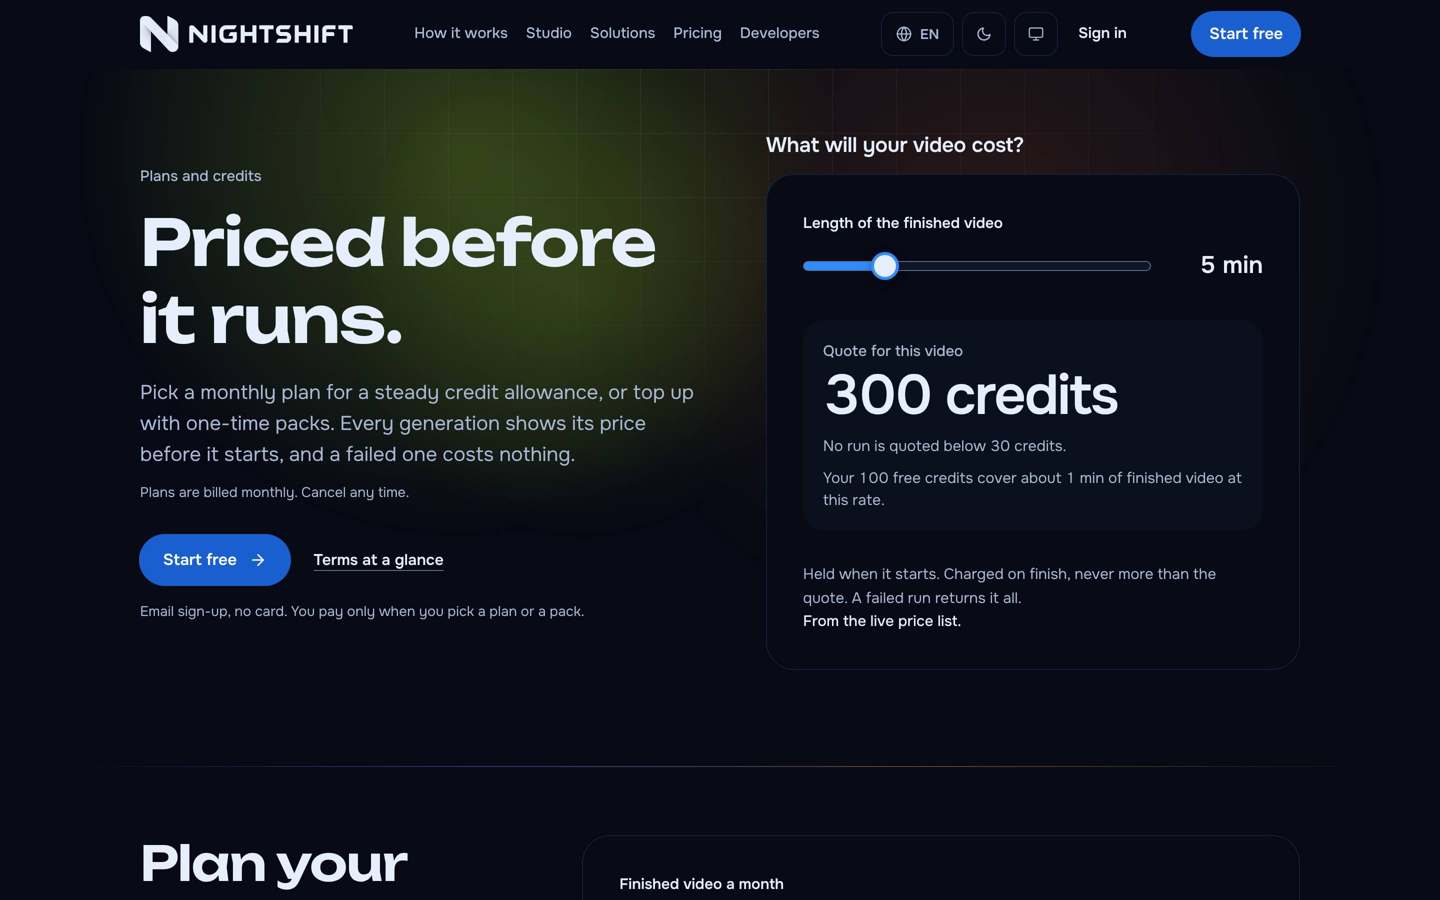 NIGHTSHIFT
How it works
Studio
Solutions
Pricing
Developers
EN
Sign in
Start free
Plans and credits
Priced before
it runs.
Pick a monthly plan for a steady credit allowance, or top up
with one-time packs. Every generation shows its price
before it starts, and a failed one costs nothing.
Plans are billed monthly. Cancel any time.
Start free
Terms at a glance
Email sign-up, no card. You pay only when you pick a plan or a pack.
What will your video cost?
Length of the finished video
5 min
Quote for this video
300 credits
No run is quoted below 30 credits.
Your 100 free credits cover about 1 min of finished video at
this rate.
Held when it starts. Charged on finish, never more than the
quote. A failed run returns it all.
From the live price list.
Plan your
Finished video a month